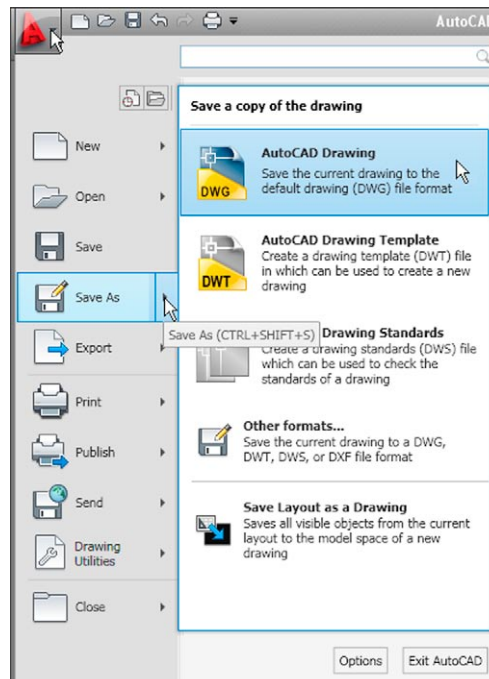 AutoCAD
Save a copy of the drawing
New
Open
Save
Save As
Export
Print
Publish
Send
Drawing
Utilities
Close
DWG
AutoCAD Drawing
Save the current drawing to the
default drawing (DWG) file format
DWT
AutoCAD Drawing Template
Create a drawing template (DWT) file
in which can be used to create a new
drawing
Save As (CTRL+SHIFT+S)
Drawing Standards
Create a drawing standards (DWS) file
which can be used to check the
standards of a drawing
Other formats...
Save the current drawing to a DWG,
DWT, DWS, or DXF file format
Save Layout as a Drawing
Saves all visible objects from the current
layout to the model space of a new
drawing
Options
Exit AutoCAD